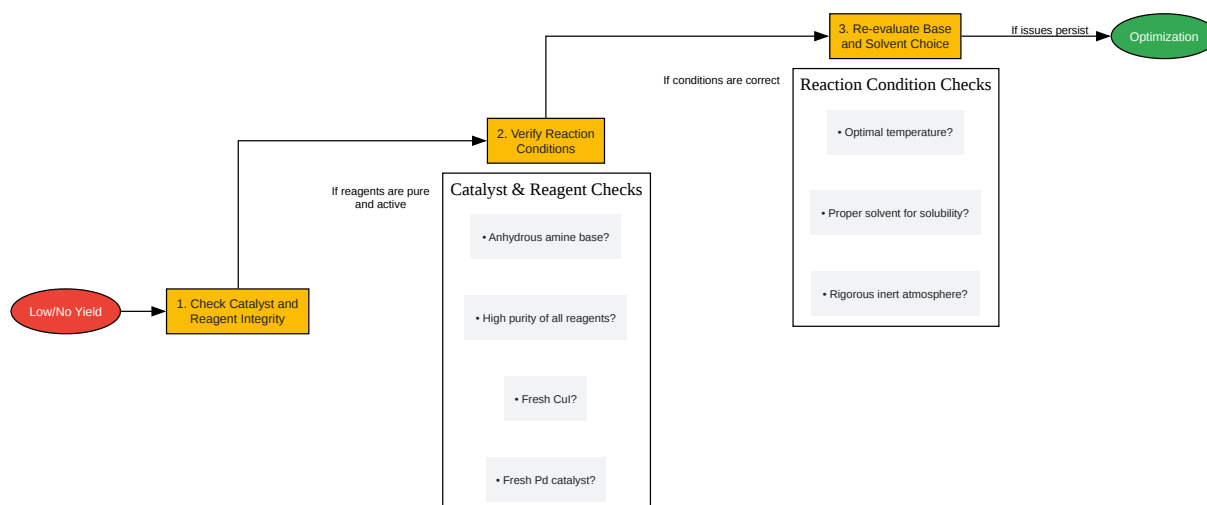 Low/No Yield
1. Check Catalyst and
Reagent Integrity
If reagents are pure
and active
2. Verify Reaction
Conditions
Catalyst & Reagent Checks
• Anhydrous amine base?
• High purity of all reagents?
• Fresh CuI?
• Fresh Pd catalyst?
If conditions are correct
3. Re-evaluate Base
and Solvent Choice
Reaction Condition Checks
• Optimal temperature?
• Proper solvent for solubility?
• Rigorous inert atmosphere?
If issues persist
Optimization